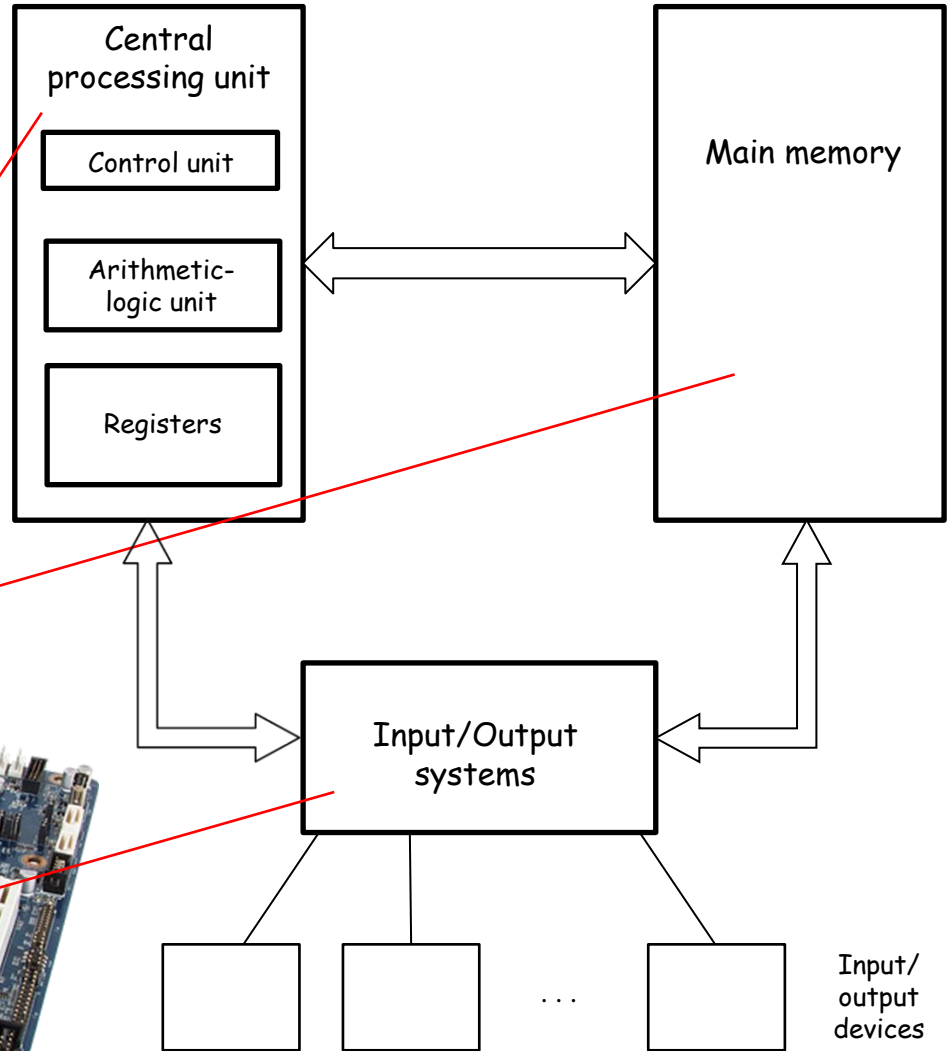 Central
processing unit
Control unit
Arithmetic-
logic unit
Registers
Main memory
Input/Output
systems
. . .
Input/
output
devices